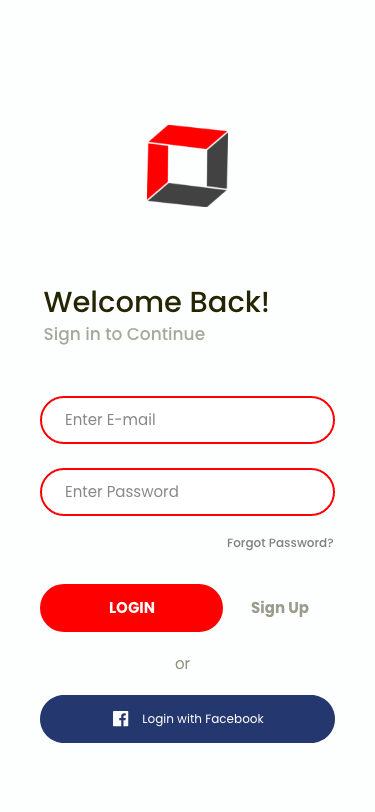 Welcome Back!
Sign in to Continue
Enter E-mail
Enter Password
Forgot Password?
LOGIN
Sign Up
or
Login with Facebook